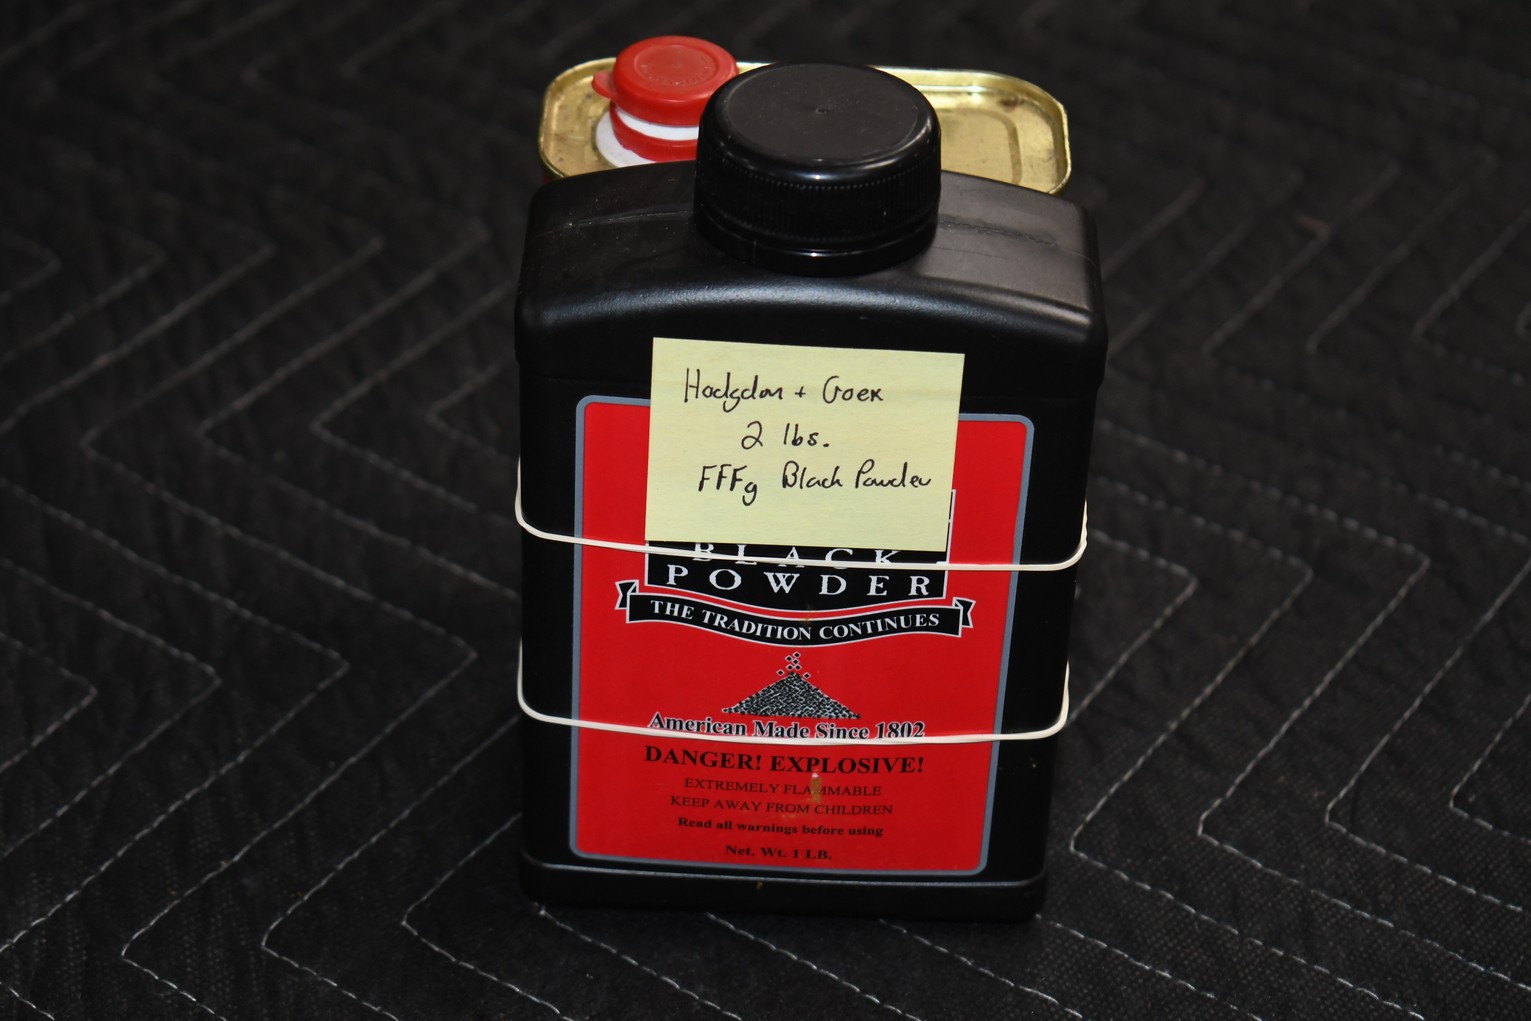 Hodgdon + Goex
2 lbs.
FFFg Black Powder
BLACK
POWDER
THE TRADITION CONTINUES
American Made Since 1802
DANGER! EXPLOSIVE!
EXTREMELY FLAMMABLE
KEEP AWAY FROM CHILDREN
Read all warnings before using
Net. Wt. 1 LB.